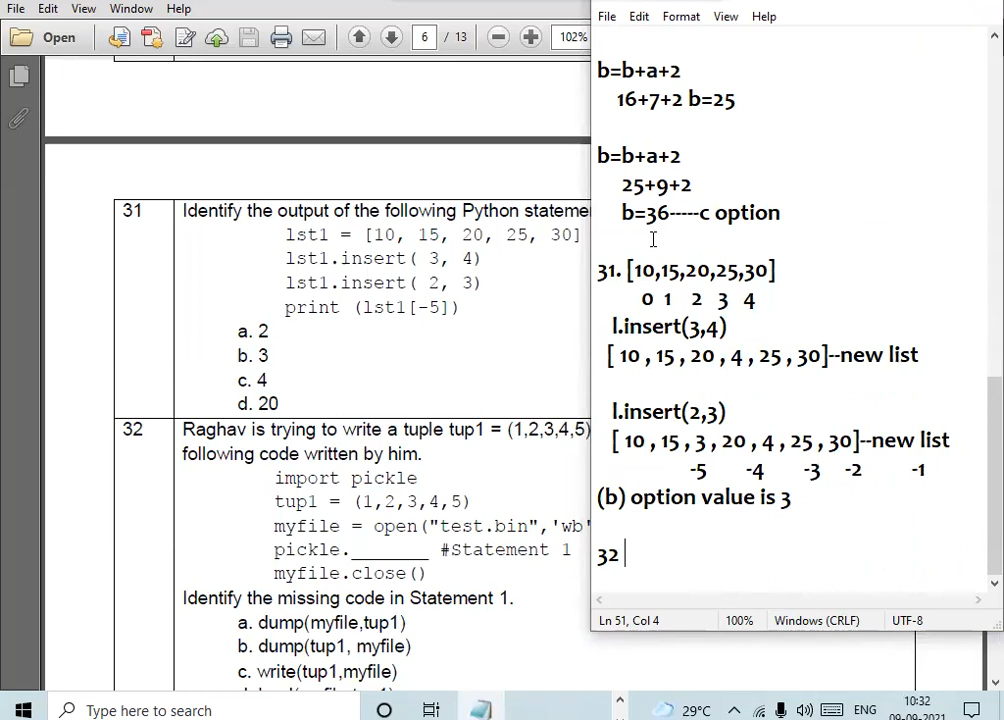 File Edit View Window Help
Open 6 / 13 102%
31 Identify the output of the following Python stateme
lst1 = [10, 15, 20, 25, 30]
lst1.insert( 3, 4)
lst1.insert( 2, 3)
print (lst1[-5])
a. 2
b. 3
c. 4
d. 20
32 Raghav is trying to write a tuple tup1 = (1,2,3,4,5)
following code written by him.
import pickle
tup1 = (1,2,3,4,5)
myfile = open("test.bin",'wb'
pickle._______ #Statement 1
myfile.close()
Identify the missing code in Statement 1.
a. dump(myfile,tup1)
b. dump(tup1, myfile)
c. write(tup1,myfile)
File Edit Format View Help
b=b+a+2
16+7+2 b=25
b=b+a+2
25+9+2
b=36-----c option
31. [10,15,20,25,30]
0 1 2 3 4
l.insert(3,4)
[ 10 , 15 , 20 , 4 , 25 , 30]--new list
l.insert(2,3)
[ 10 , 15 , 3 , 20 , 4 , 25 , 30]--new list
-5 -4 -3 -2 -1
(b) option value is 3
32
Ln 51, Col 4 100% Windows (CRLF) UTF-8
Type here to search
29°C ENG 10:32
09-09-2021